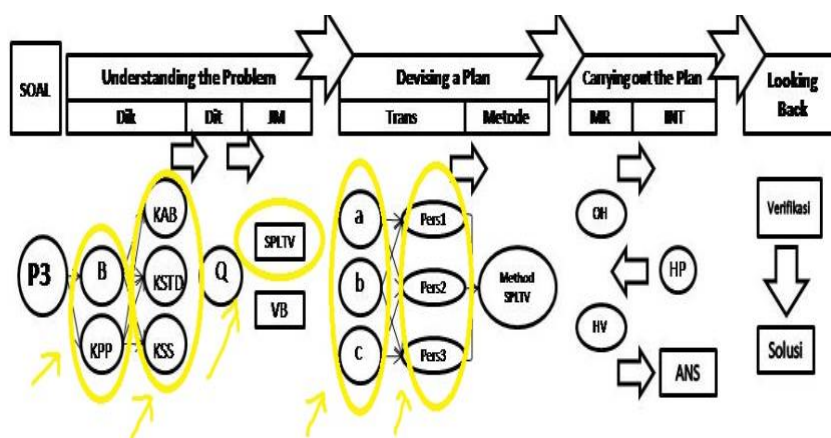 SOAL
Understanding the Problem
Dik
Dit
JM
Devising a Plan
Trans
Metode
Carrying out the Plan
MR
INT
Looking
Back
P3
B
KPP
KAB
KSTD
KSS
Q
SPLTV
VB
a
b
c
Pers1
Pers2
Pers3
Method
SPLTV
OH
HV
HP
ANS
Verifikasi
Solusi